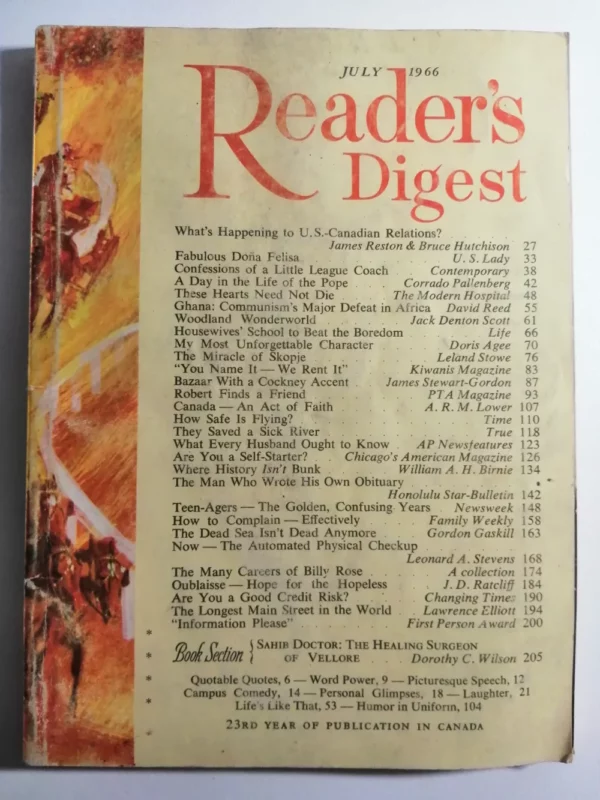 JULY 1966
Reader's
Digest
What's Happening to U.S.-Canadian Relations?
James Reston & Bruce Hutchison 27
Fabulous Doña Felisa U. S. Lady 33
Confessions of a Little League Coach Contemporary 38
A Day in the Life of the Pope Corrado Pallenberg 42
These Hearts Need Not Die The Modern Hospital 48
Ghana: Communism's Major Defeat in Africa David Reed 55
Woodland Wonderworld Jack Denton Scott 61
Housewives' School to Beat the Boredom Life 66
My Most Unforgettable Character Doris Agee 70
The Miracle of Skopje Leland Stowe 76
"You Name It — We Rent It" Kiwanis Magazine 83
Bazaar With a Cockney Accent James Stewart-Gordon 87
Robert Finds a Friend PTA Magazine 93
Canada — An Act of Faith A. R. M. Lower 107
How Safe Is Flying? Time 110
They Saved a Sick River True 118
What Every Husband Ought to Know AP Newsfeatures 123
Are You a Self-Starter? Chicago's American Magazine 126
Where History Isn't Bunk William A. H. Birnie 134
The Man Who Wrote His Own Obituary
Honolulu Star-Bulletin 142
Teen-Agers — The Golden, Confusing Years Newsweek 148
How to Complain — Effectively Family Weekly 158
The Dead Sea Isn't Dead Anymore Gordon Gaskill 163
Now — The Automated Physical Checkup
Leonard A. Stevens 168
The Many Careers of Billy Rose A collection 174
Oublaisse — Hope for the Hopeless J. D. Ratcliff 184
Are You a Good Credit Risk? Changing Times 190
The Longest Main Street in the World Lawrence Elliott 194
"Information Please" First Person Award 200
Book Section { SAHIB DOCTOR: THE HEALING SURGEON
OF VELLORE Dorothy C. Wilson 205
Quotable Quotes, 6 — Word Power, 9 — Picturesque Speech, 12
Campus Comedy, 14 — Personal Glimpses, 18 — Laughter, 21
Life's Like That, 53 — Humor in Uniform, 104
23RD YEAR OF PUBLICATION IN CANADA